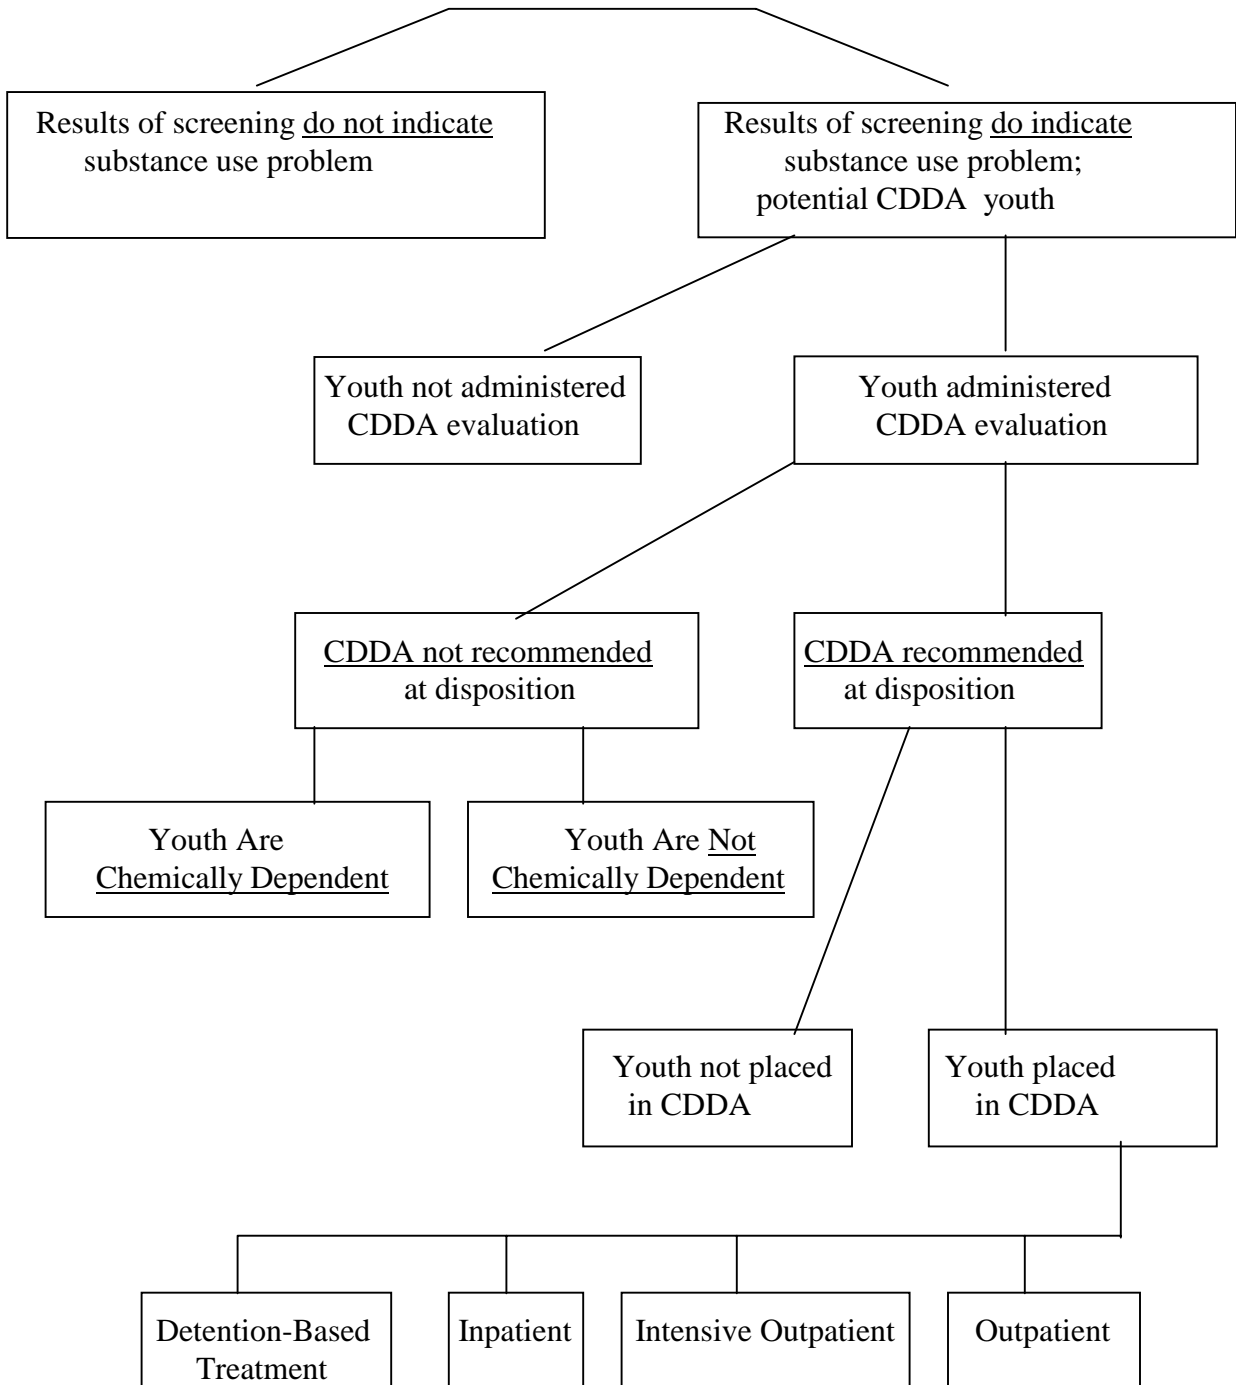 Results of screening do not indicate
substance use problem
Results of screening do indicate
substance use problem;
potential CDDA youth
Youth not administered
CDDA evaluation
Youth administered
CDDA evaluation
CDDA not recommended
at disposition
CDDA recommended
at disposition
Youth Are
Chemically Dependent
Youth Are Not
Chemically Dependent
Youth not placed
in CDDA
Youth placed
in CDDA
Detention-Based
Treatment
Inpatient
Intensive Outpatient
Outpatient